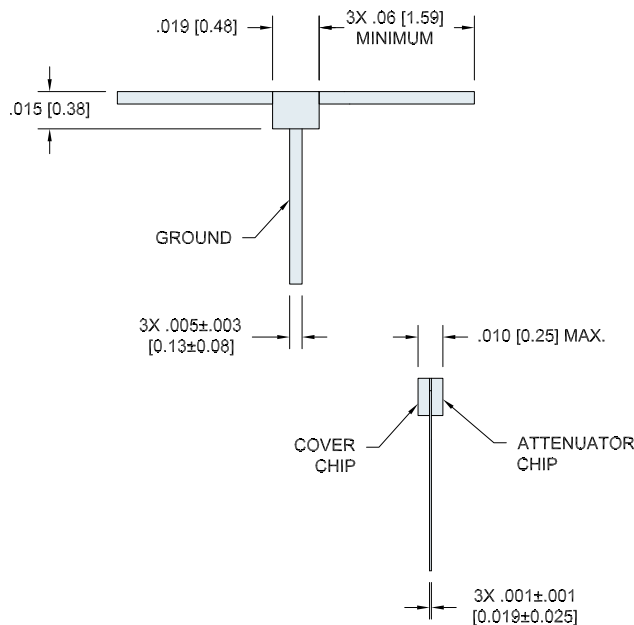 .019 [0.48]
3X .06 [1.59]
MINIMUM
.015 [0.38]
GROUND
3X .005±.003
[0.13±0.08]
.010 [0.25] MAX.
COVER
CHIP
ATTENUATOR
CHIP
3X .001±.001
[0.019±0.025]